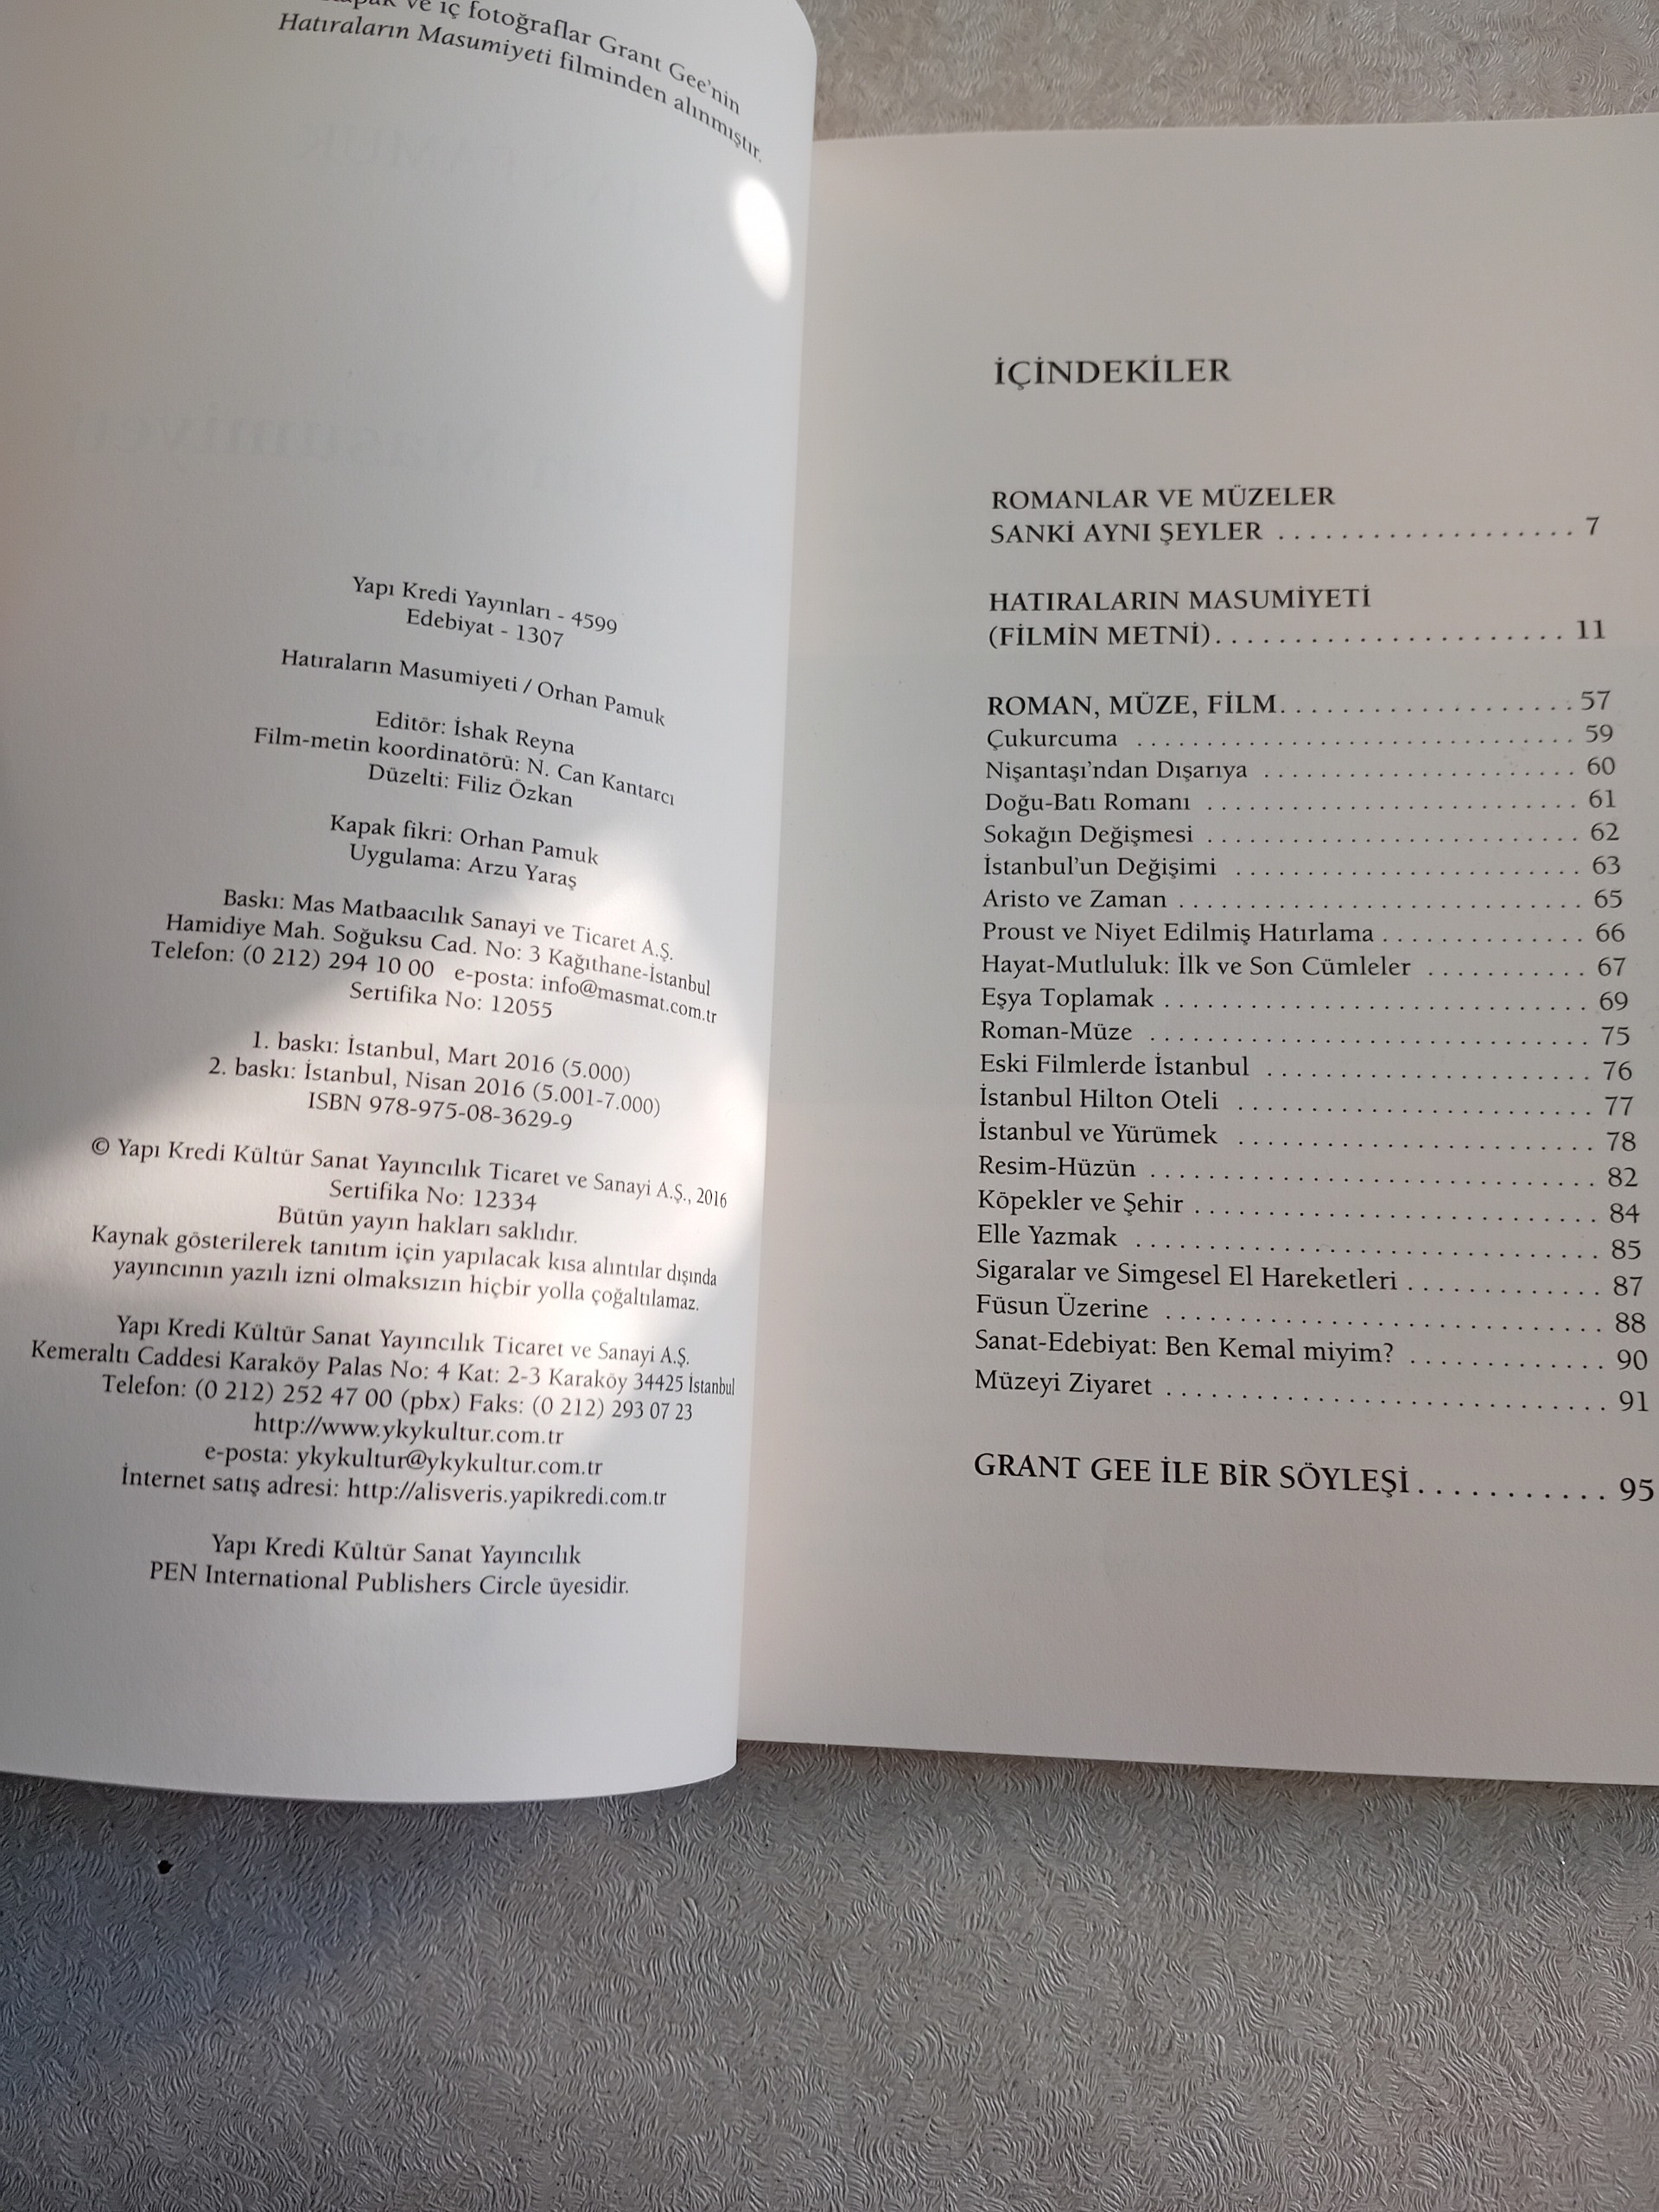 ve iç fotoğraflar Grant Gee'nin
Hatıraların Masumiyeti filminden alınmıştır.
Yapı Kredi Yayınları - 4599
Edebiyat - 1307
Hatıraların Masumiyeti / Orhan Pamuk
Editör: İshak Reyna
Film-metin koordinatörü: N. Can Kantarcı
Düzelti: Filiz Özkan
Kapak fikri: Orhan Pamuk
Uygulama: Arzu Yaraş
Baskı: Mas Matbaacılık Sanayi ve Ticaret A.Ş.
Hamidiye Mah. Soğuksu Cad. No: 3 Kağıthane-İstanbul
Telefon: (0 212) 294 10 00 e-posta: info@masmat.com.tr
Sertifika No: 12055
1. baskı: İstanbul, Mart 2016 (5.000)
2. baskı: İstanbul, Nisan 2016 (5.001-7.000)
ISBN 978-975-08-3629-9
© Yapı Kredi Kültür Sanat Yayıncılık Ticaret ve Sanayi A.Ş., 2016
Sertifika No: 12334
Bütün yayın hakları saklıdır.
Kaynak gösterilerek tanıtım için yapılacak kısa alıntılar dışında
yayıncının yazılı izni olmaksızın hiçbir yolla çoğaltılamaz.
Yapı Kredi Kültür Sanat Yayıncılık Ticaret ve Sanayi A.Ş.
Kemeraltı Caddesi Karaköy Palas No: 4 Kat: 2-3 Karaköy 34425 İstanbul
Telefon: (0 212) 252 47 00 (pbx) Faks: (0 212) 293 07 23
http://www.ykykultur.com.tr
e-posta: ykykultur@ykykultur.com.tr
İnternet satış adresi: http://alisveris.yapikredi.com.tr
Yapı Kredi Kültür Sanat Yayıncılık
PEN International Publishers Circle üyesidir.
İÇİNDEKİLER
ROMANLAR VE MÜZELER
SANKİ AYNI ŞEYLER . . . . . . . . . . . . . . . . . . . 7
HATIRALARIN MASUMİYETİ
(FİLMİN METNİ). . . . . . . . . . . . . . . . . . . . . . . 11
ROMAN, MÜZE, FİLM. . . . . . . . . . . . . . . . . . . 57
Çukurcuma . . . . . . . . . . . . . . . . . . . . . . . . . . . . 59
Nişantaşı'ndan Dışarıya . . . . . . . . . . . . . . . . . . . . 60
Doğu-Batı Romanı . . . . . . . . . . . . . . . . . . . . . . . . 61
Sokağın Değişmesi . . . . . . . . . . . . . . . . . . . . . . . . 62
İstanbul'un Değişimi . . . . . . . . . . . . . . . . . . . . . . 63
Aristo ve Zaman . . . . . . . . . . . . . . . . . . . . . . . . . . 65
Proust ve Niyet Edilmiş Hatırlama . . . . . . . . . . . . . 66
Hayat-Mutluluk: İlk ve Son Cümleler . . . . . . . . . . 67
Eşya Toplamak . . . . . . . . . . . . . . . . . . . . . . . . . . . 69
Roman-Müze . . . . . . . . . . . . . . . . . . . . . . . . . . . . 75
Eski Filmlerde İstanbul . . . . . . . . . . . . . . . . . . . . . 76
İstanbul Hilton Oteli . . . . . . . . . . . . . . . . . . . . . . . 77
İstanbul ve Yürümek . . . . . . . . . . . . . . . . . . . . . . . 78
Resim-Hüzün . . . . . . . . . . . . . . . . . . . . . . . . . . . . 82
Köpekler ve Şehir . . . . . . . . . . . . . . . . . . . . . . . . . 84
Elle Yazmak . . . . . . . . . . . . . . . . . . . . . . . . . . . . . 85
Sigaralar ve Simgesel El Hareketleri . . . . . . . . . . . . 87
Füsun Üzerine . . . . . . . . . . . . . . . . . . . . . . . . . . . 88
Sanat-Edebiyat: Ben Kemal miyim? . . . . . . . . . . . . 90
Müzeyi Ziyaret . . . . . . . . . . . . . . . . . . . . . . . . . . . 91
GRANT GEE İLE BİR SÖYLEŞİ . . . . . . . . . . . 95